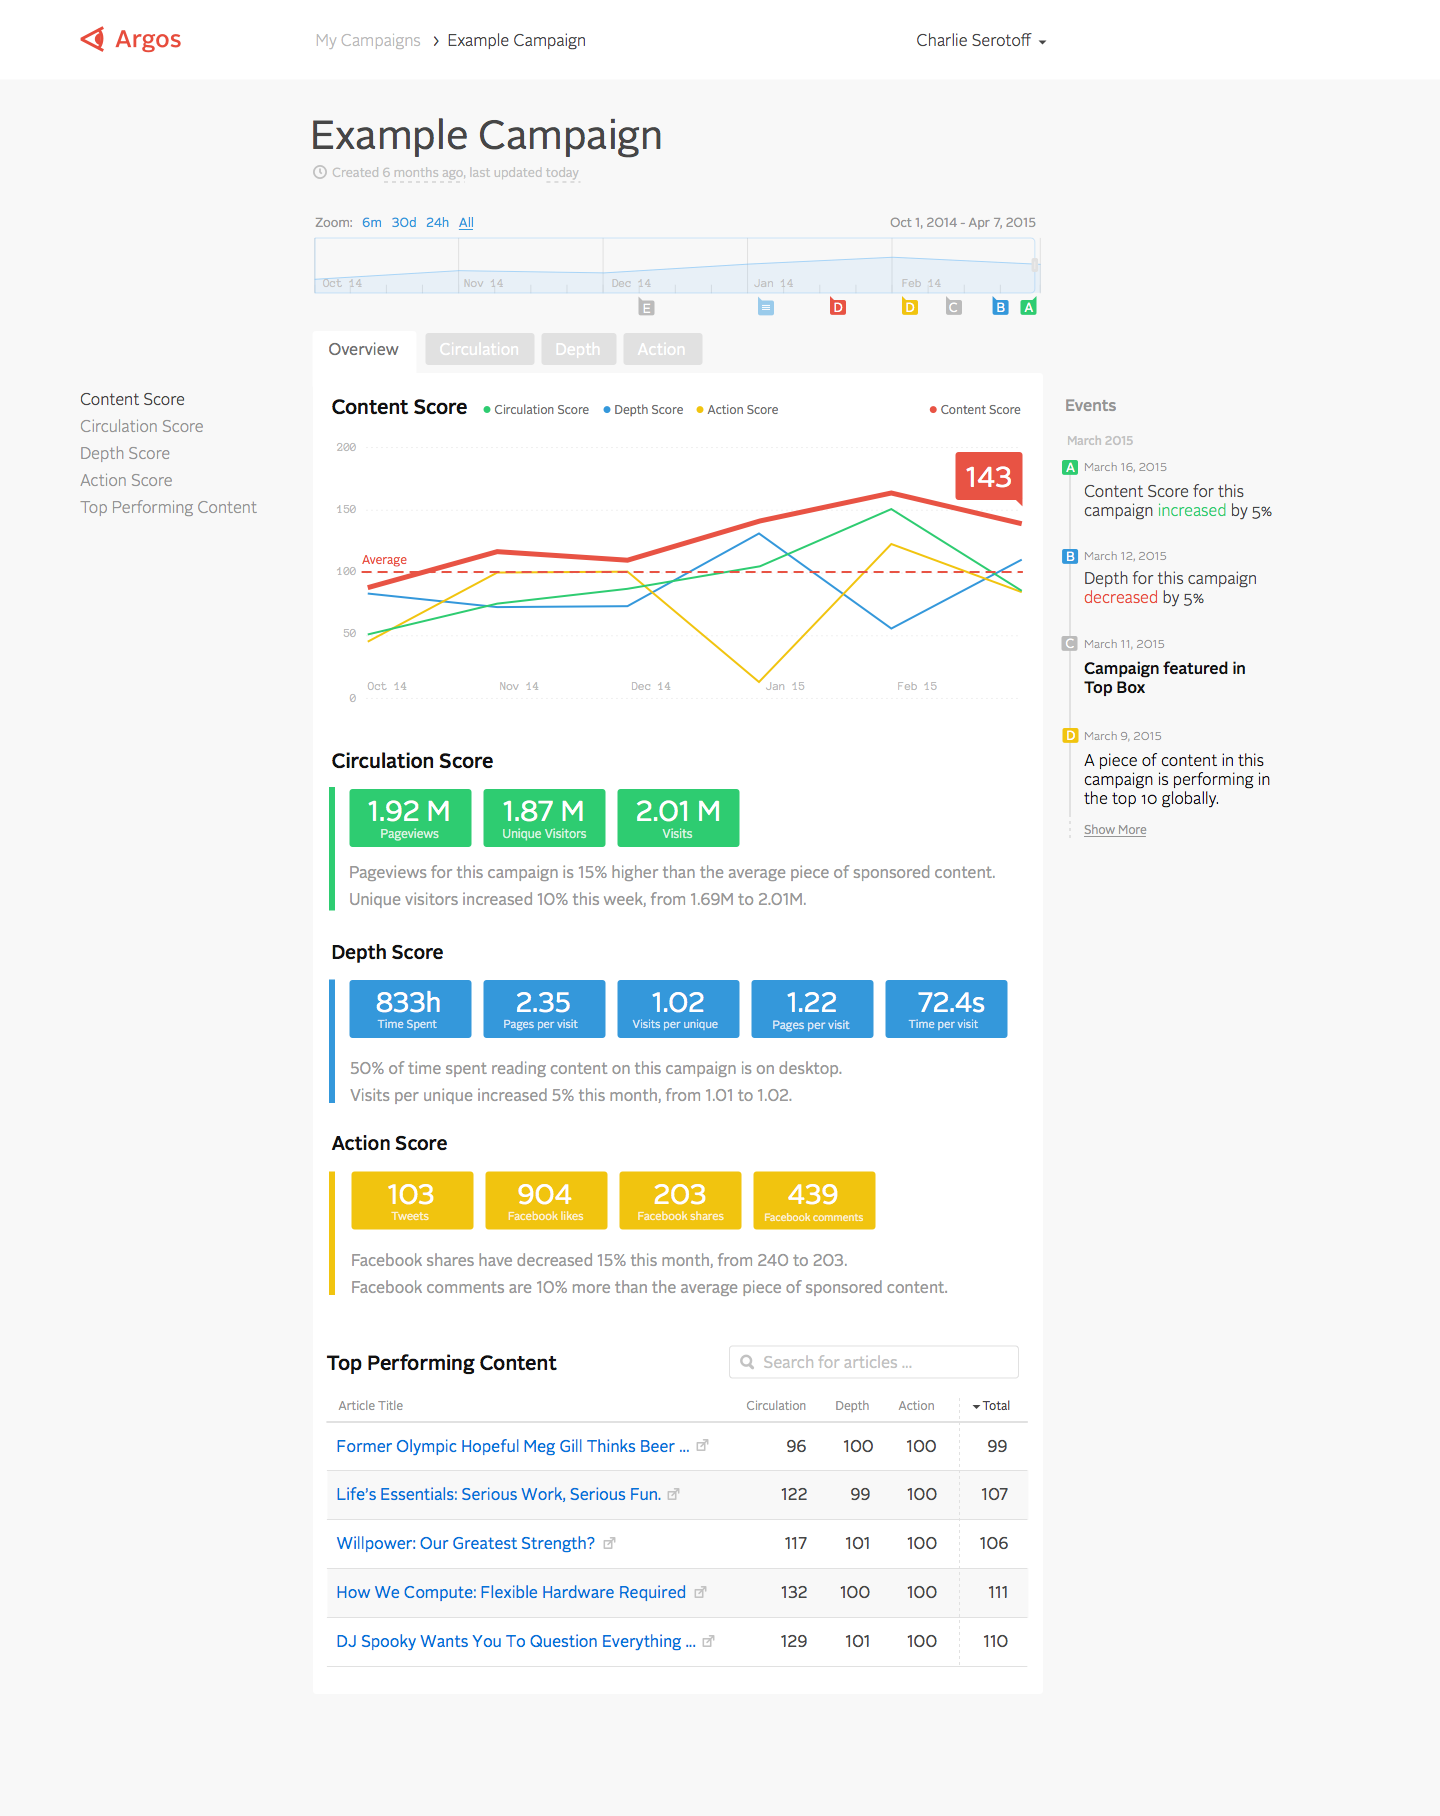 Argos
My Campaigns › Example Campaign
Charlie Serotoff
Example Campaign
Created 6 months ago, last updated today
Zoom: 6m 30d 24h All
Oct 1, 2014 - Apr 7, 2015
Oct 14 Nov 14 Dec 14 Jan 14 Feb 14
E D D C B A
Overview Circulation Depth Action
Content Score
Circulation Score
Depth Score
Action Score
Top Performing Content
Content Score Circulation Score Depth Score Action Score Content Score
200
150
100
50
0
143
Average
Oct 14 Nov 14 Dec 14 Jan 15 Feb 15
Events
March 2015
A March 16, 2015
Content Score for this
campaign increased by 5%
B March 12, 2015
Depth for this campaign
decreased by 5%
C March 11, 2015
Campaign featured in
Top Box
D March 9, 2015
A piece of content in this
campaign is performing in
the top 10 globally.
Show More
Circulation Score
1.92 M 1.87 M 2.01 M
Pageviews Unique Visitors Visits
Pageviews for this campaign is 15% higher than the average piece of sponsored content.
Unique visitors increased 10% this week, from 1.69M to 2.01M.
Depth Score
833h 2.35 1.02 1.22 72.4s
Time Spent Pages per visit Visits per unique Pages per visit Time per visit
50% of time spent reading content on this campaign is on desktop.
Visits per unique increased 5% this month, from 1.01 to 1.02.
Action Score
103 904 203 439
Tweets Facebook likes Facebook shares Facebook comments
Facebook shares have decreased 15% this month, from 240 to 203.
Facebook comments are 10% more than the average piece of sponsored content.
Top Performing Content
Search for articles ...
Article Title Circulation Depth Action Total
Former Olympic Hopeful Meg Gill Thinks Beer ... 96 100 100 99
Life's Essentials: Serious Work, Serious Fun. 122 99 100 107
Willpower: Our Greatest Strength? 117 101 100 106
How We Compute: Flexible Hardware Required 132 100 100 111
DJ Spooky Wants You To Question Everything ... 129 101 100 110